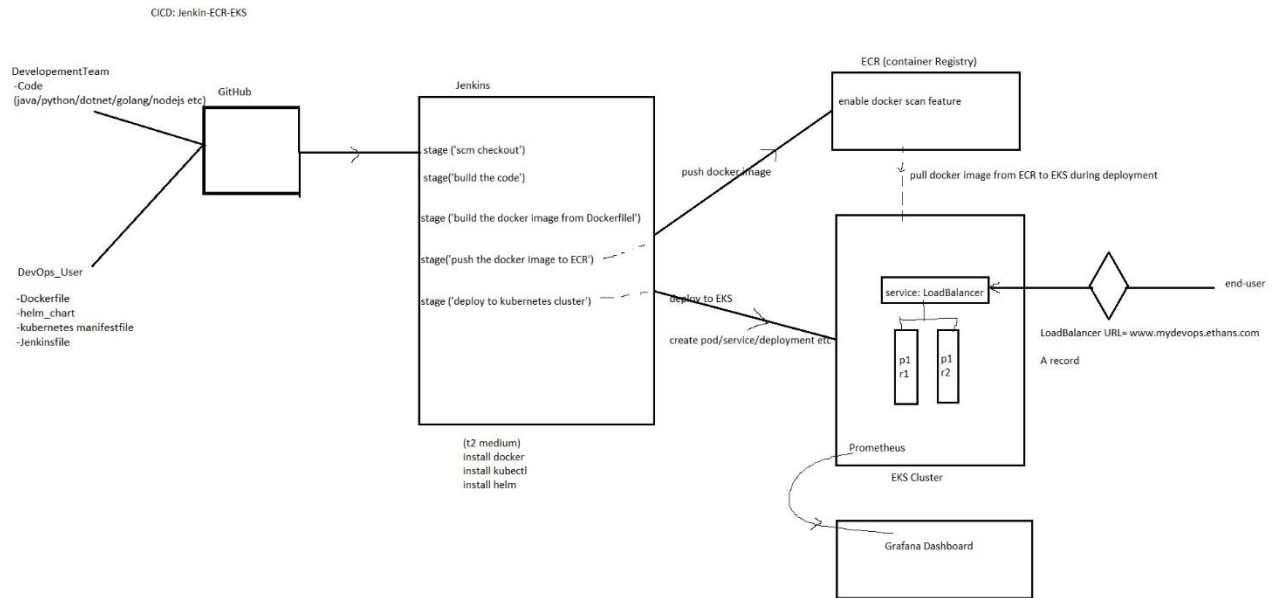 CICD: Jenkin-ECR-EKS
DevelopementTeam
-Code
(java/python/dotnet/golang/nodejs etc)
GitHub
DevOps_User
-Dockerfile
-helm_chart
-kubernetes manifestfile
-Jenkinsfile
Jenkins
stage ('scm checkout')
stage('build the code')
stage ('build the docker image from Dockerfilel')
stage('push the docker image to ECR')
stage ('deploy to kubernetes cluster')
(t2 medium)
install docker
install kubectl
install helm
push docker image
deploy to EKS
create pod/service/deployment etc
ECR (container Registry)
enable docker scan feature
pull docker image from ECR to EKS during deployment
service: LoadBalancer
p1
r1
p1
r2
Prometheus
EKS Cluster
Grafana Dashboard
end-user
LoadBalancer URL= www.mydevops.ethans.com
A record